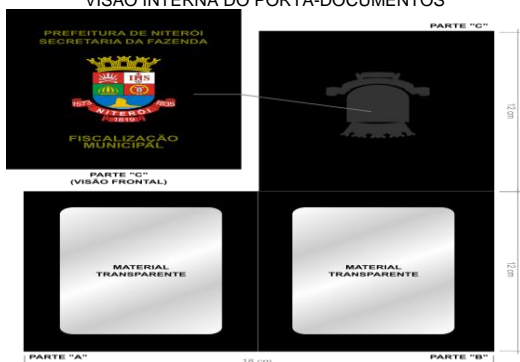 VISÃO INTERNA DO PORTA-DOCUMENTOS
PARTE "C"
PREFEITURA DE NITERÓI
SECRETARIA DA FAZENDA
1573 1835
NITERÓI
1819
FISCALIZAÇÃO
MUNICIPAL
12 cm
PARTE "C"
(VISÃO FRONTAL)
MATERIAL
TRANSPARENTE
MATERIAL
TRANSPARENTE
12 cm
PARTE "A"
18 cm
PARTE "B"